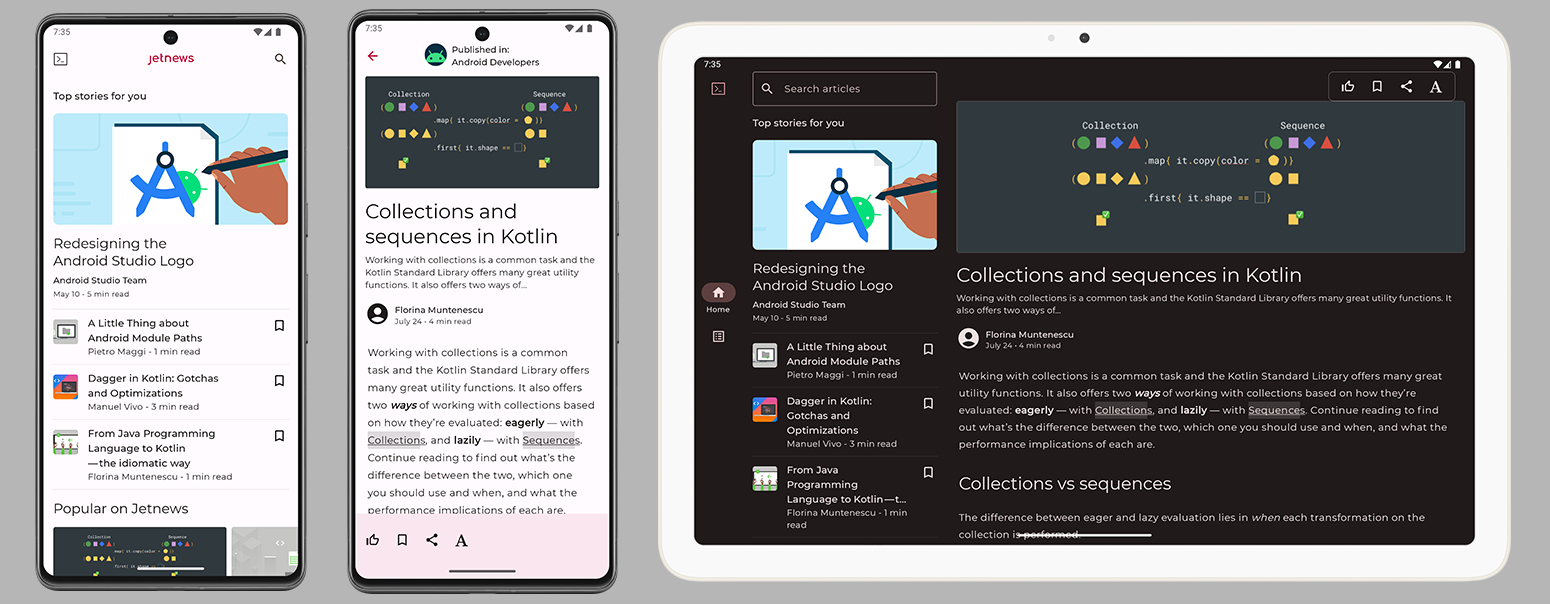 7:35
jetnews
Top stories for you
Redesigning the
Android Studio Logo
Android Studio Team
May 10 - 5 min read
A Little Thing about
Android Module Paths
Pietro Maggi - 1 min read
Dagger in Kotlin: Gotchas
and Optimizations
Manuel Vivo - 3 min read
From Java Programming
Language to Kotlin
—the idiomatic way
Florina Muntenescu - 1 min read
Popular on Jetnews
Collection Sequence
.map{ it.copy(color = )}
.first{ it.shape == }
7:35
Published in:
Android Developers
Collection Sequence
( ) ( )
.map{ it.copy(color = )}
( )
.first{ it.shape == }
Collections and
sequences in Kotlin
Working with collections is a common task and the
Kotlin Standard Library offers many great utility
functions. It also offers two ways of...
Florina Muntenescu
July 24 • 4 min read
Working with collections is a common
task and the Kotlin Standard Library offers
many great utility functions. It also offers
two ways of working with collections based
on how they're evaluated: eagerly — with
Collections, and lazily — with Sequences.
Continue reading to find out what's the
difference between the two, which one
you should use and when, and what the
performance implications of each are.
A
7:35
Search articles
Top stories for you
Redesigning the
Android Studio Logo
Android Studio Team
May 10 - 5 min read
Home
A Little Thing about
Android Module Paths
Pietro Maggi - 1 min read
Dagger in Kotlin:
Gotchas and
Optimizations
Manuel Vivo - 3 min read
From Java
Programming
Language to Kotlin—t...
Florina Muntenescu - 1 min
read
A
Collection Sequence
( ) ( )
.map{ it.copy(color = )}
( )
.first{ it.shape == }
Collections and sequences in Kotlin
Working with collections is a common task and the Kotlin Standard Library offers many great utility functions. It
also offers two ways of...
Florina Muntenescu
July 24 • 4 min read
Working with collections is a common task and the Kotlin Standard Library offers many great
utility functions. It also offers two ways of working with collections based on how they're
evaluated: eagerly — with Collections, and lazily — with Sequences. Continue reading to find
out what's the difference between the two, which one you should use and when, and what the
performance implications of each are.
Collections vs sequences
The difference between eager and lazy evaluation lies in when each transformation on the
collection is performed.